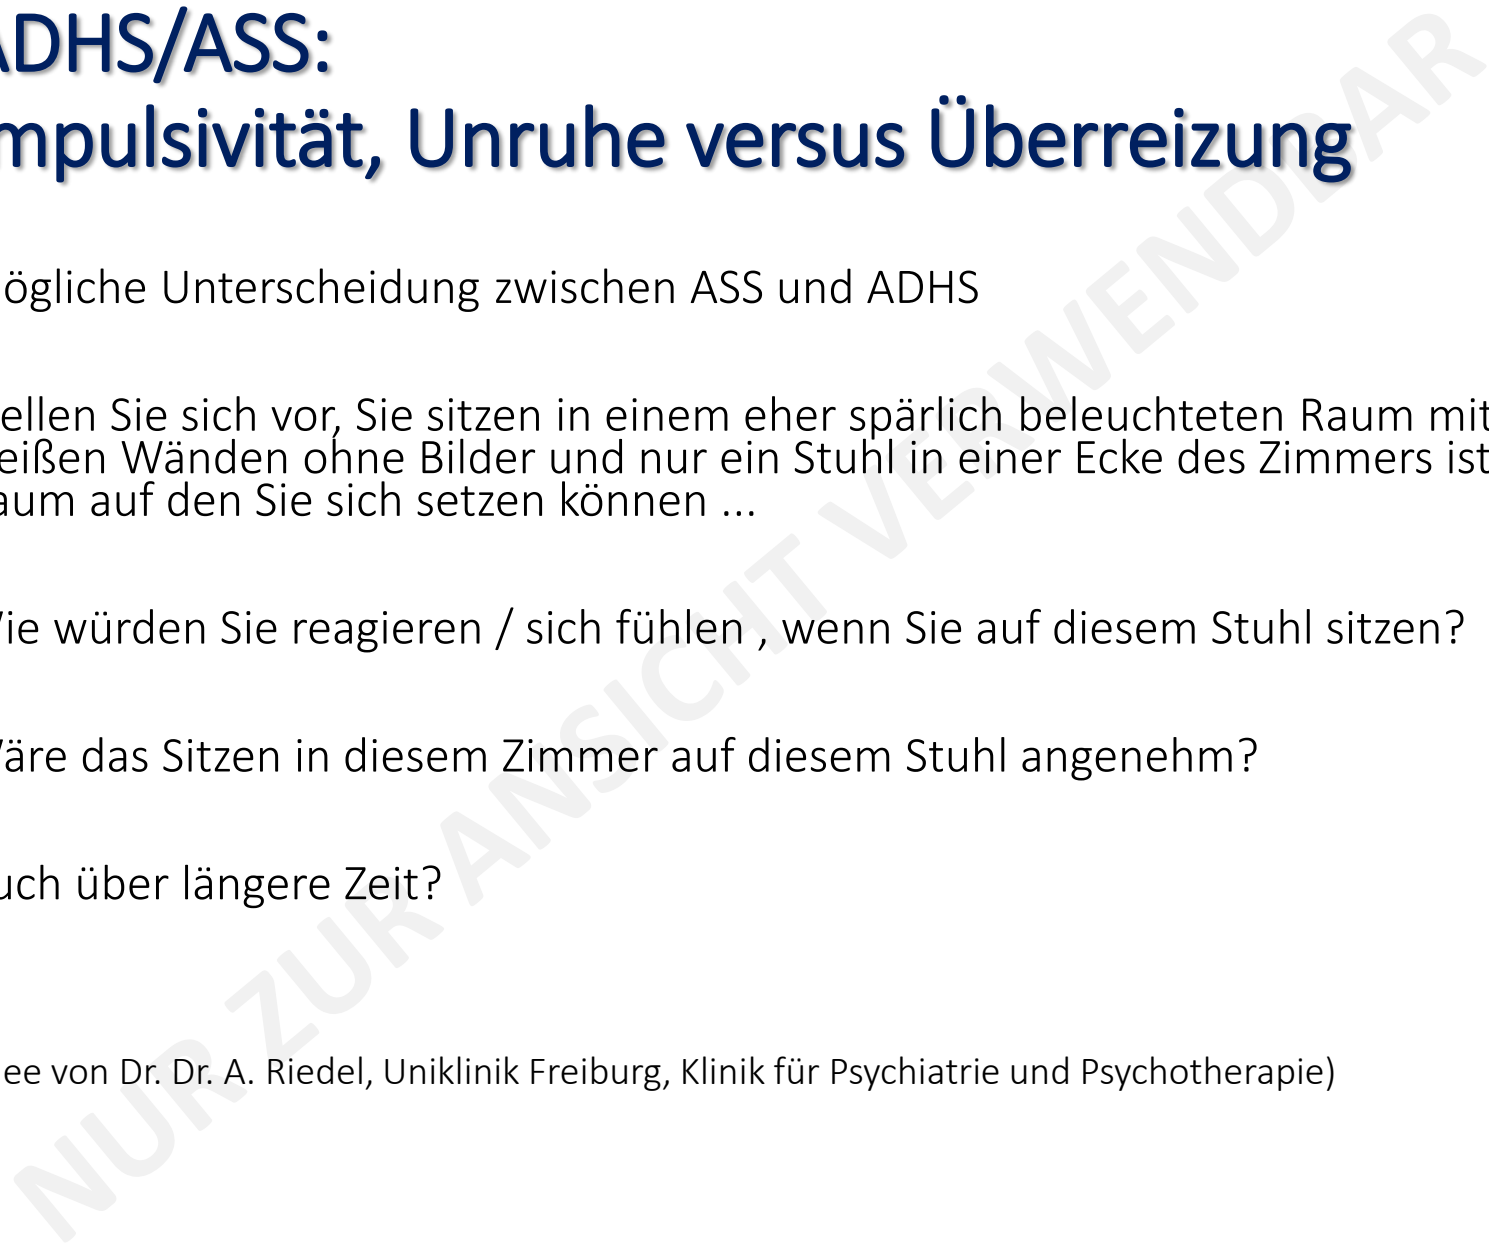 ADHS/ASS:
mpulsivität, Unruhe versus Überreizung
ögliche Unterscheidung zwischen ASS und ADHS
ellen Sie sich vor, Sie sitzen in einem eher spärlich beleuchteten Raum mit
eißen Wänden ohne Bilder und nur ein Stuhl in einer Ecke des Zimmers ist
aum auf den Sie sich setzen können ...
Wie würden Sie reagieren / sich fühlen , wenn Sie auf diesem Stuhl sitzen?
Wäre das Sitzen in diesem Zimmer auf diesem Stuhl angenehm?
uch über längere Zeit?
ee von Dr. Dr. A. Riedel, Uniklinik Freiburg, Klinik für Psychiatrie und Psychotherapie)
NUR ZUR ANSICHT VERWENDBAR